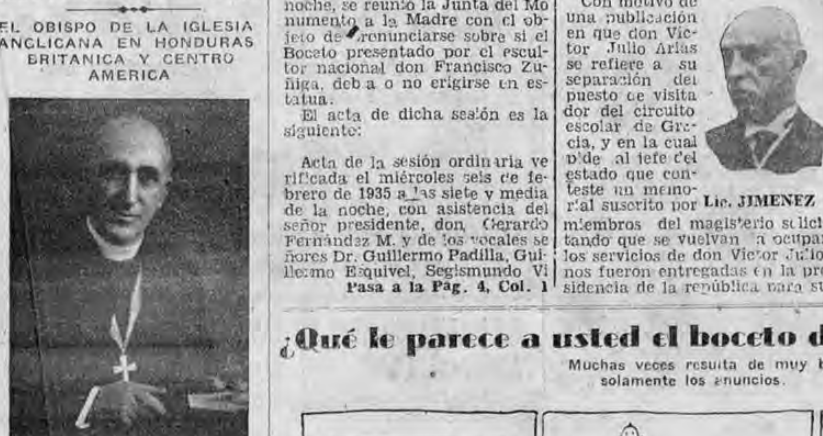 EL OBISPO DE LA IGLESIA
ANGLICANA EN HONDURAS
BRITANICA Y CENTRO
AMERICA
noche, se reunió la Junta del Mo
numento a la Madre con el ob-
jeto de renunciarse sobre si el
Boceto presentado por el escul-
tor nacional don Francisco Zu-
ñiga, deb a o no erigirse en es-
tatua.
El acta de dicha sesión es la
siguiente:
Acta de la sesión ordinaria ve
rificada el miércoles seis de fe-
brero de 1935 a las siete y media
de la noche, con asistencia del
señor presidente, don, Gerardo
Fernández M. y de los vocales se
ñores Dr. Guillermo Padilla, Gui-
llermo Esquivel, Segismundo Vi
Pasa a la Pág. 4, Col. 1
Con motivo de
una publicación
en que don Vic-
tor Julio Arias
se refiere a su
separación del
puesto de visita
dor del circuito
escolar de Gre-
cia, y en la cual
pide al jefe del
estado que con-
teste un memo-
rial suscrito por
Lic. JIMENEZ
miembros del magisterio solici
tando que se vuelvan a ocupar
los servicios de don Victor Julio
nos fueron entregadas en la pre
sidencia de la república para su
¿Qué le parece a usted el boceto d
Muchas veces resulta de muy b
solamente los anuncios.